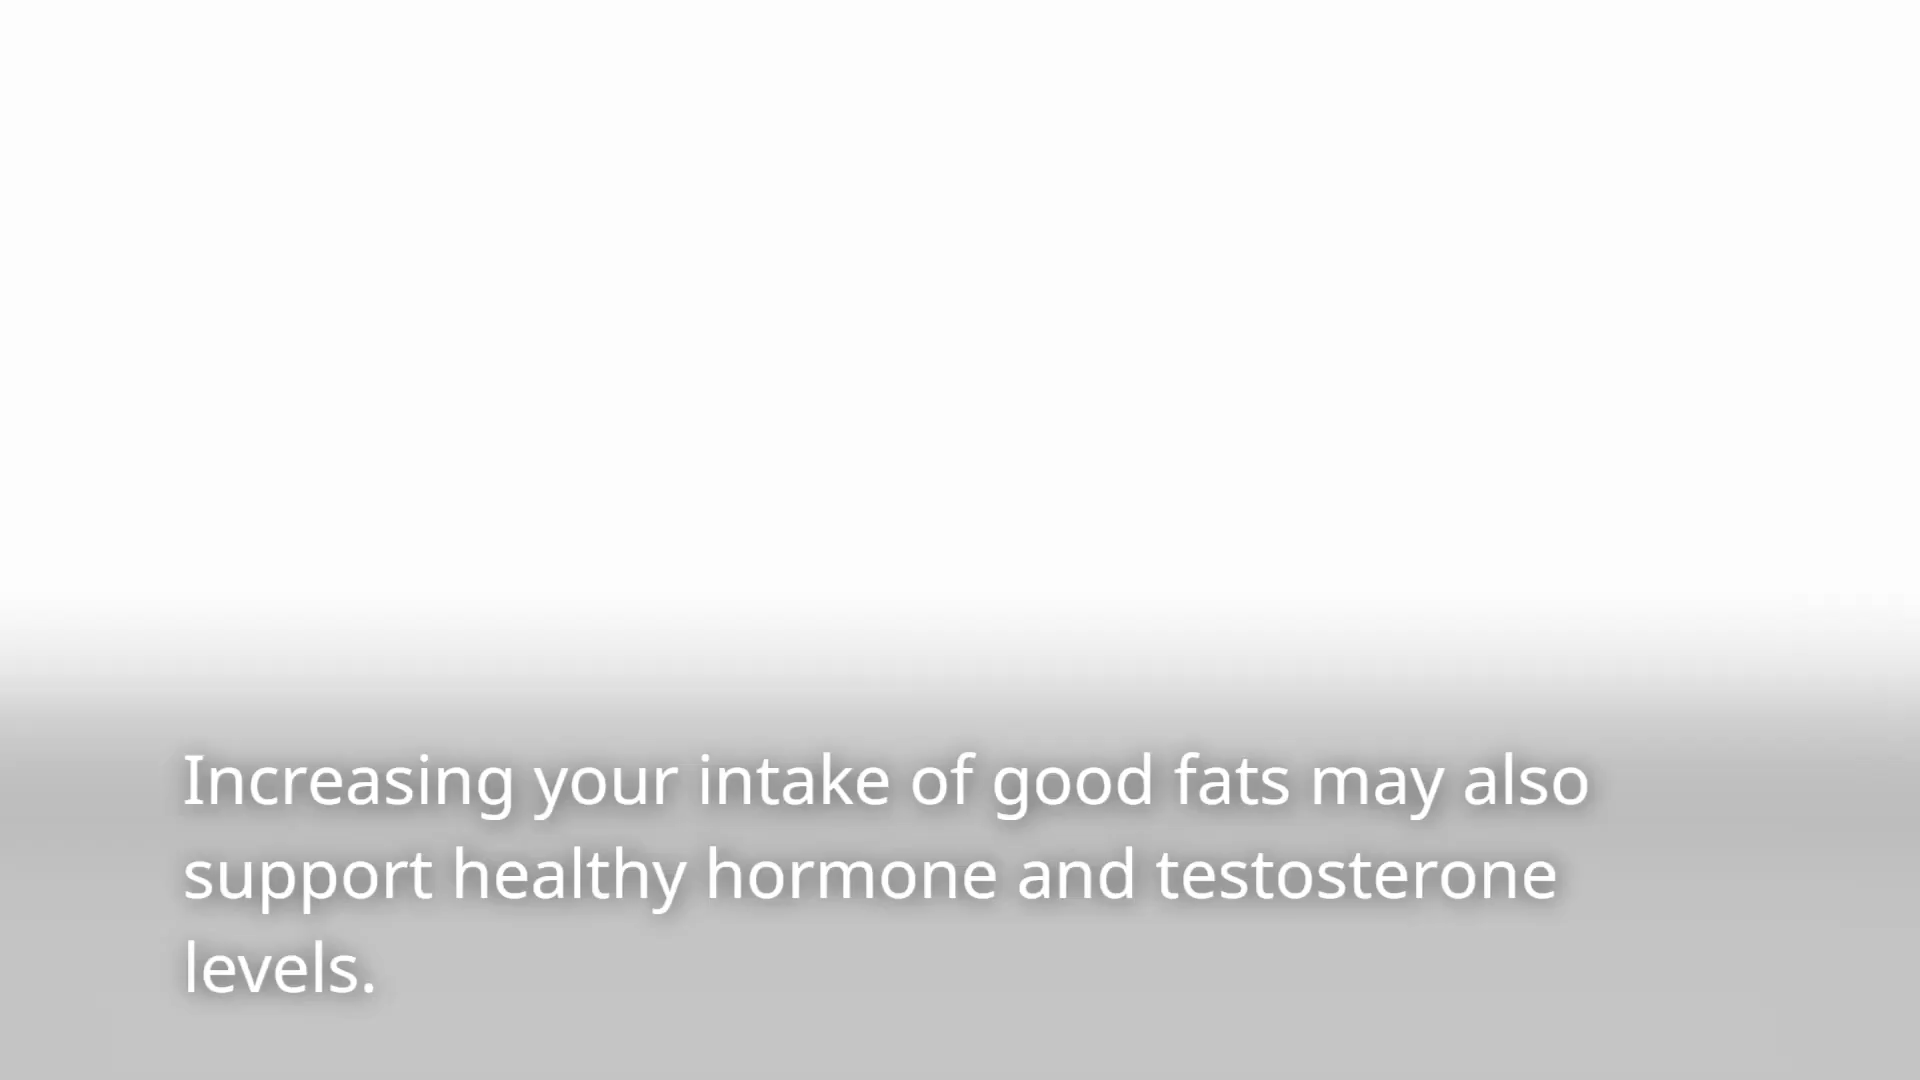 Increasing your intake of good fats may also
support healthy hormone and testosterone
levels.